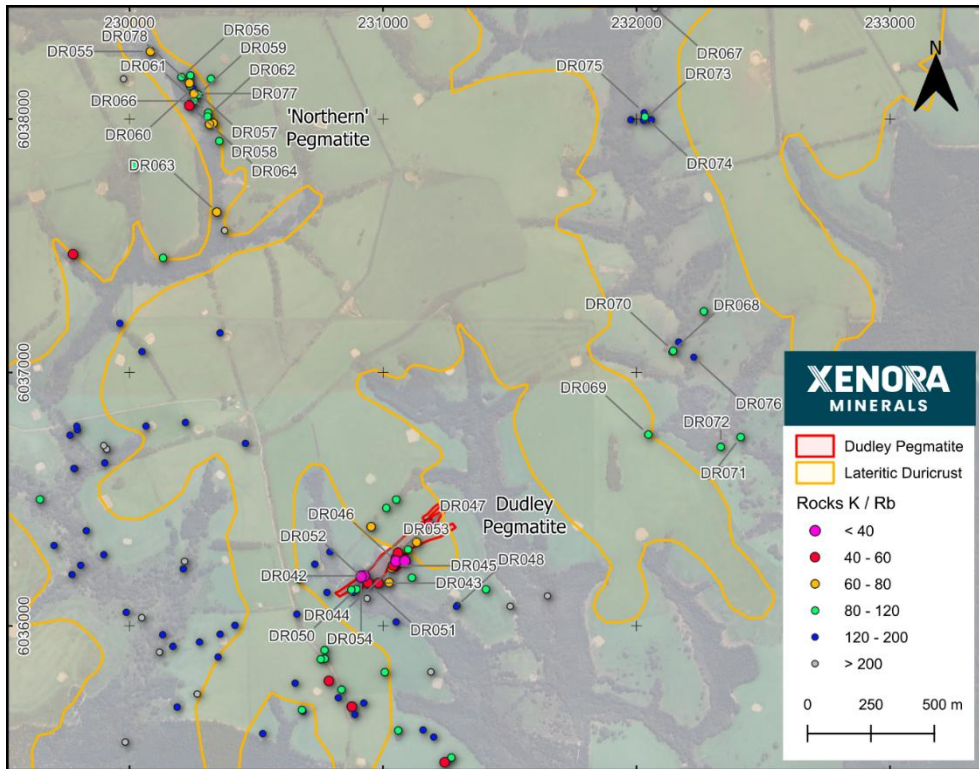 230000
231000
232000
233000
DR078
DR056
DR055
DR059
DR067
DR061
DR062
DR075
DR073
N
DR066
DR077
'Northern'
Pegmatite
6038000
DR060
DR057
DR058
DR074
DR063
DR064
DR070
DR068
6037000
DR076
DR069
DR072
DR071
XENORA
MINERALS
Dudley Pegmatite
Lateritic Duricrust
Rocks K / Rb
< 40
40 - 60
60 - 80
80 - 120
120 - 200
> 200
0 250 500 m
DR047
Dudley
Pegmatite
DR046
DR053
DR052
DR048
DR045
DR042
DR043
DR044
DR051
6036000
DR050
DR054